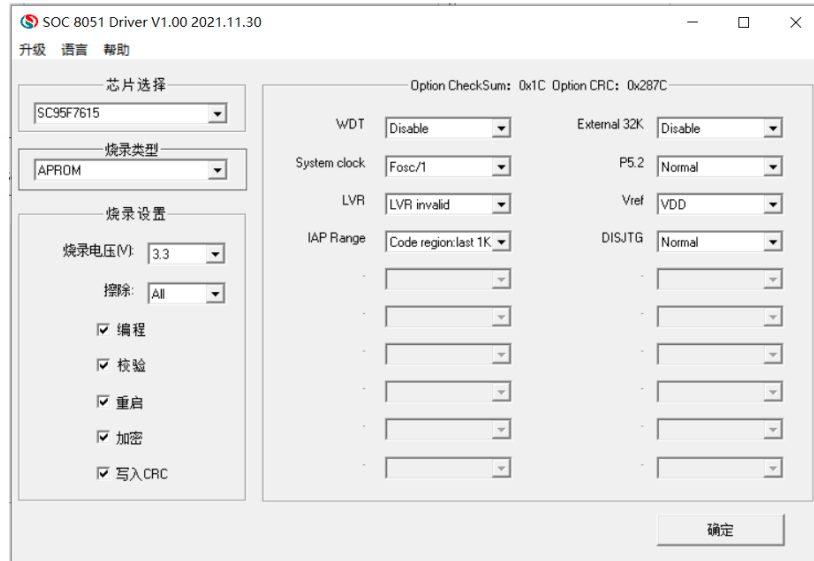 SOC 8051 Driver V1.00 2021.11.30
升级 语言 帮助
芯片选择
SC95F7615
烧录类型
APROM
烧录设置
烧录电压(V): 3.3
擦除: All
编程
校验
重启
加密
写入CRC
Option CheckSum: 0x1C Option CRC: 0x287C
WDT Disable External 32K Disable
System clock Fosc/1 P5.2 Normal
LVR LVR invalid Vref VDD
IAP Range Code region:last 1K DISJTG Normal
- -
- -
- -
- -
- -
- -
确定